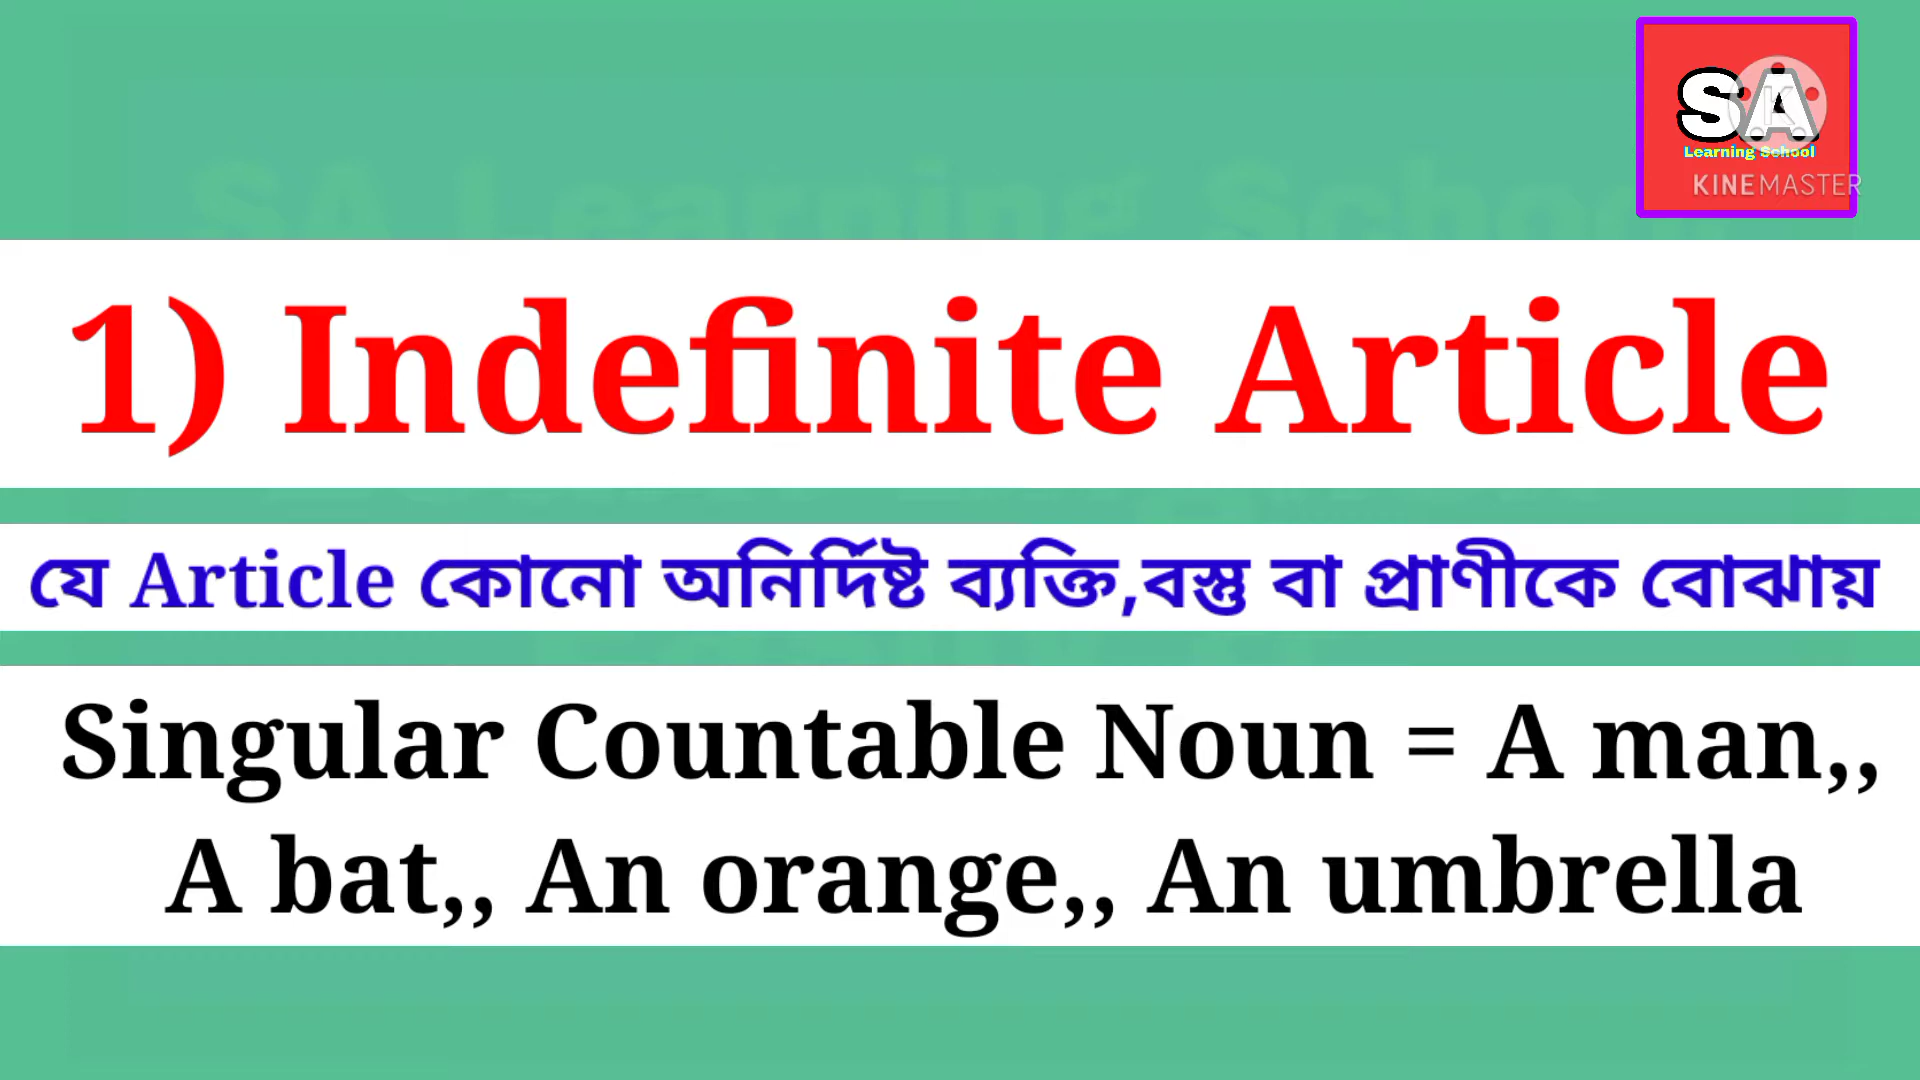 SA
Learning School
KINEMASTER
1) Indefinite Article
যে Article কোনো অনির্দিষ্ট ব্যক্তি,বস্তু বা প্রাণীকে বোঝায়
Singular Countable Noun = A man,,
A bat,, An orange,, An umbrella